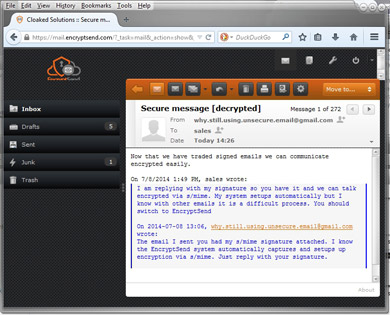 File Edit View History Bookmarks Tools Help
Cloaked Solutions :: Secure m...
https://mail.encryptsend.com/?_task=mail&_action=show&
DuckDuckGo
EncryptSend
Move to...
Inbox
Drafts 5
Sent
Junk 1
Trash
Secure message [decrypted]
Message 1 of 272
From why.still.using.unsecure.email@gmail.com
To sales
Date Today 14:26
Now that we have traded signed emails we can communicate
encrypted easily.
On 7/8/2014 1:49 PM, sales wrote:
I am replying with my signature so you have it and we can talk
encrypted via s/mime. My system setups automatically but I
know with other emails it is a difficult process. You should
switch to EncryptSend
On 2014-07-08 13:06, why.still.using.unsecure.email@gmail.com
wrote:
The email I sent you had my s/mime signature attached. I know
the EncryptSend system automatically captures and setups up
encryption via s/mime. Just reply with your signature.
About